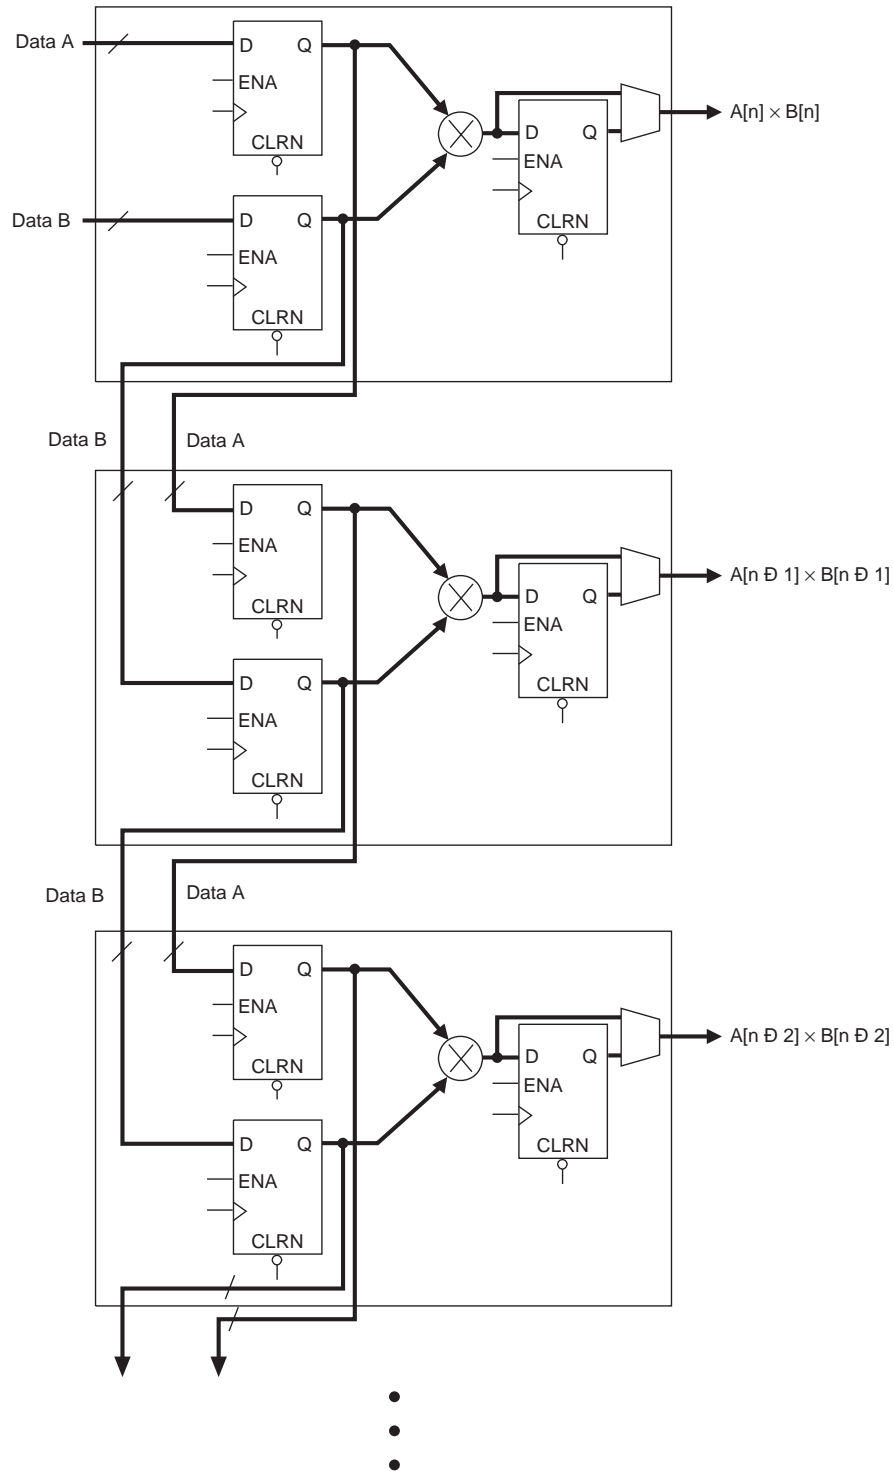 Data A
D Q
ENA
CLRN
Data B
D Q
ENA
CLRN
D Q
ENA
CLRN
A[n] × B[n]
Data B
Data A
D Q
ENA
CLRN
D Q
ENA
CLRN
D Q
ENA
CLRN
A[n Ð 1] × B[n Ð 1]
Data B
Data A
D Q
ENA
CLRN
D Q
ENA
CLRN
D Q
ENA
CLRN
A[n Ð 2] × B[n Ð 2]